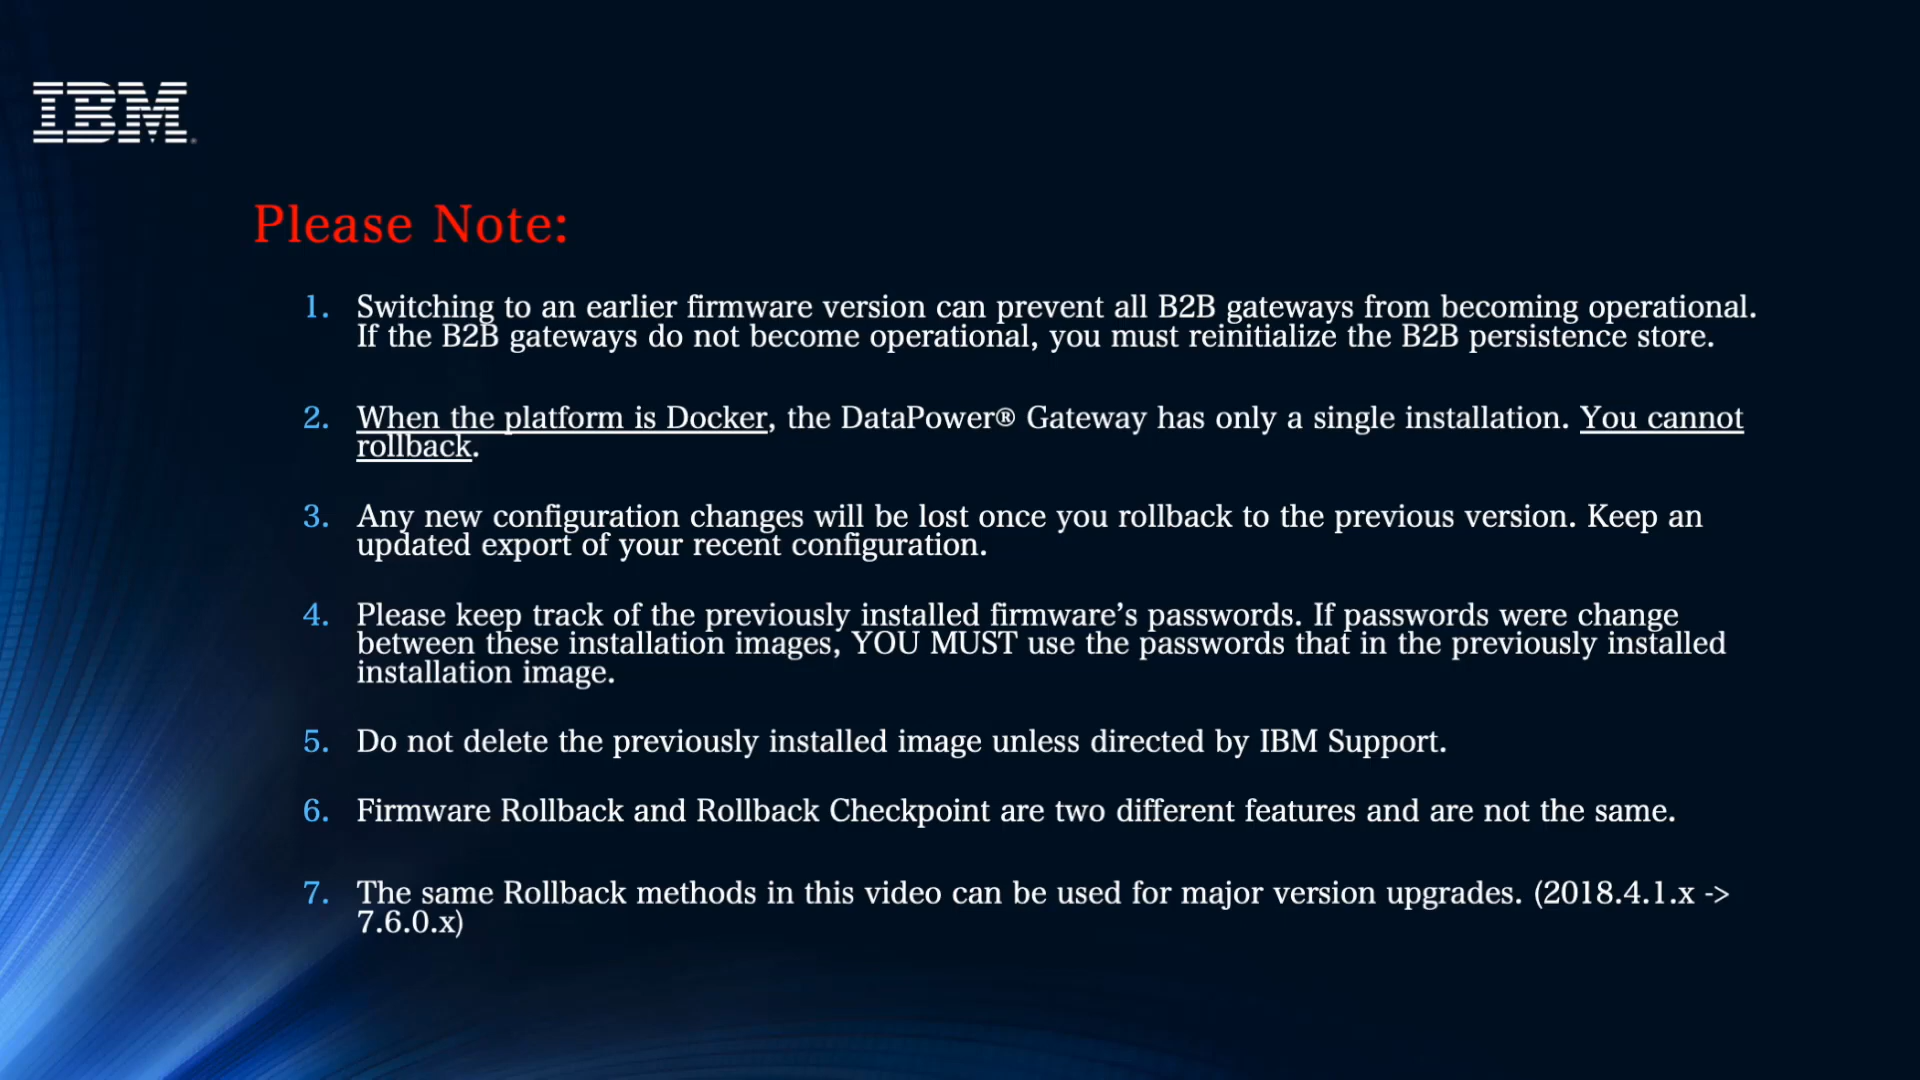 IBM®
Please Note:
1. Switching to an earlier firmware version can prevent all B2B gateways from becoming operational.
If the B2B gateways do not become operational, you must reinitialize the B2B persistence store.
2. When the platform is Docker, the DataPower® Gateway has only a single installation. You cannot
rollback.
3. Any new configuration changes will be lost once you rollback to the previous version. Keep an
updated export of your recent configuration.
4. Please keep track of the previously installed firmware’s passwords. If passwords were change
between these installation images, YOU MUST use the passwords that in the previously installed
installation image.
5. Do not delete the previously installed image unless directed by IBM Support.
6. Firmware Rollback and Rollback Checkpoint are two different features and are not the same.
7. The same Rollback methods in this video can be used for major version upgrades. (2018.4.1.x ->
7.6.0.x)